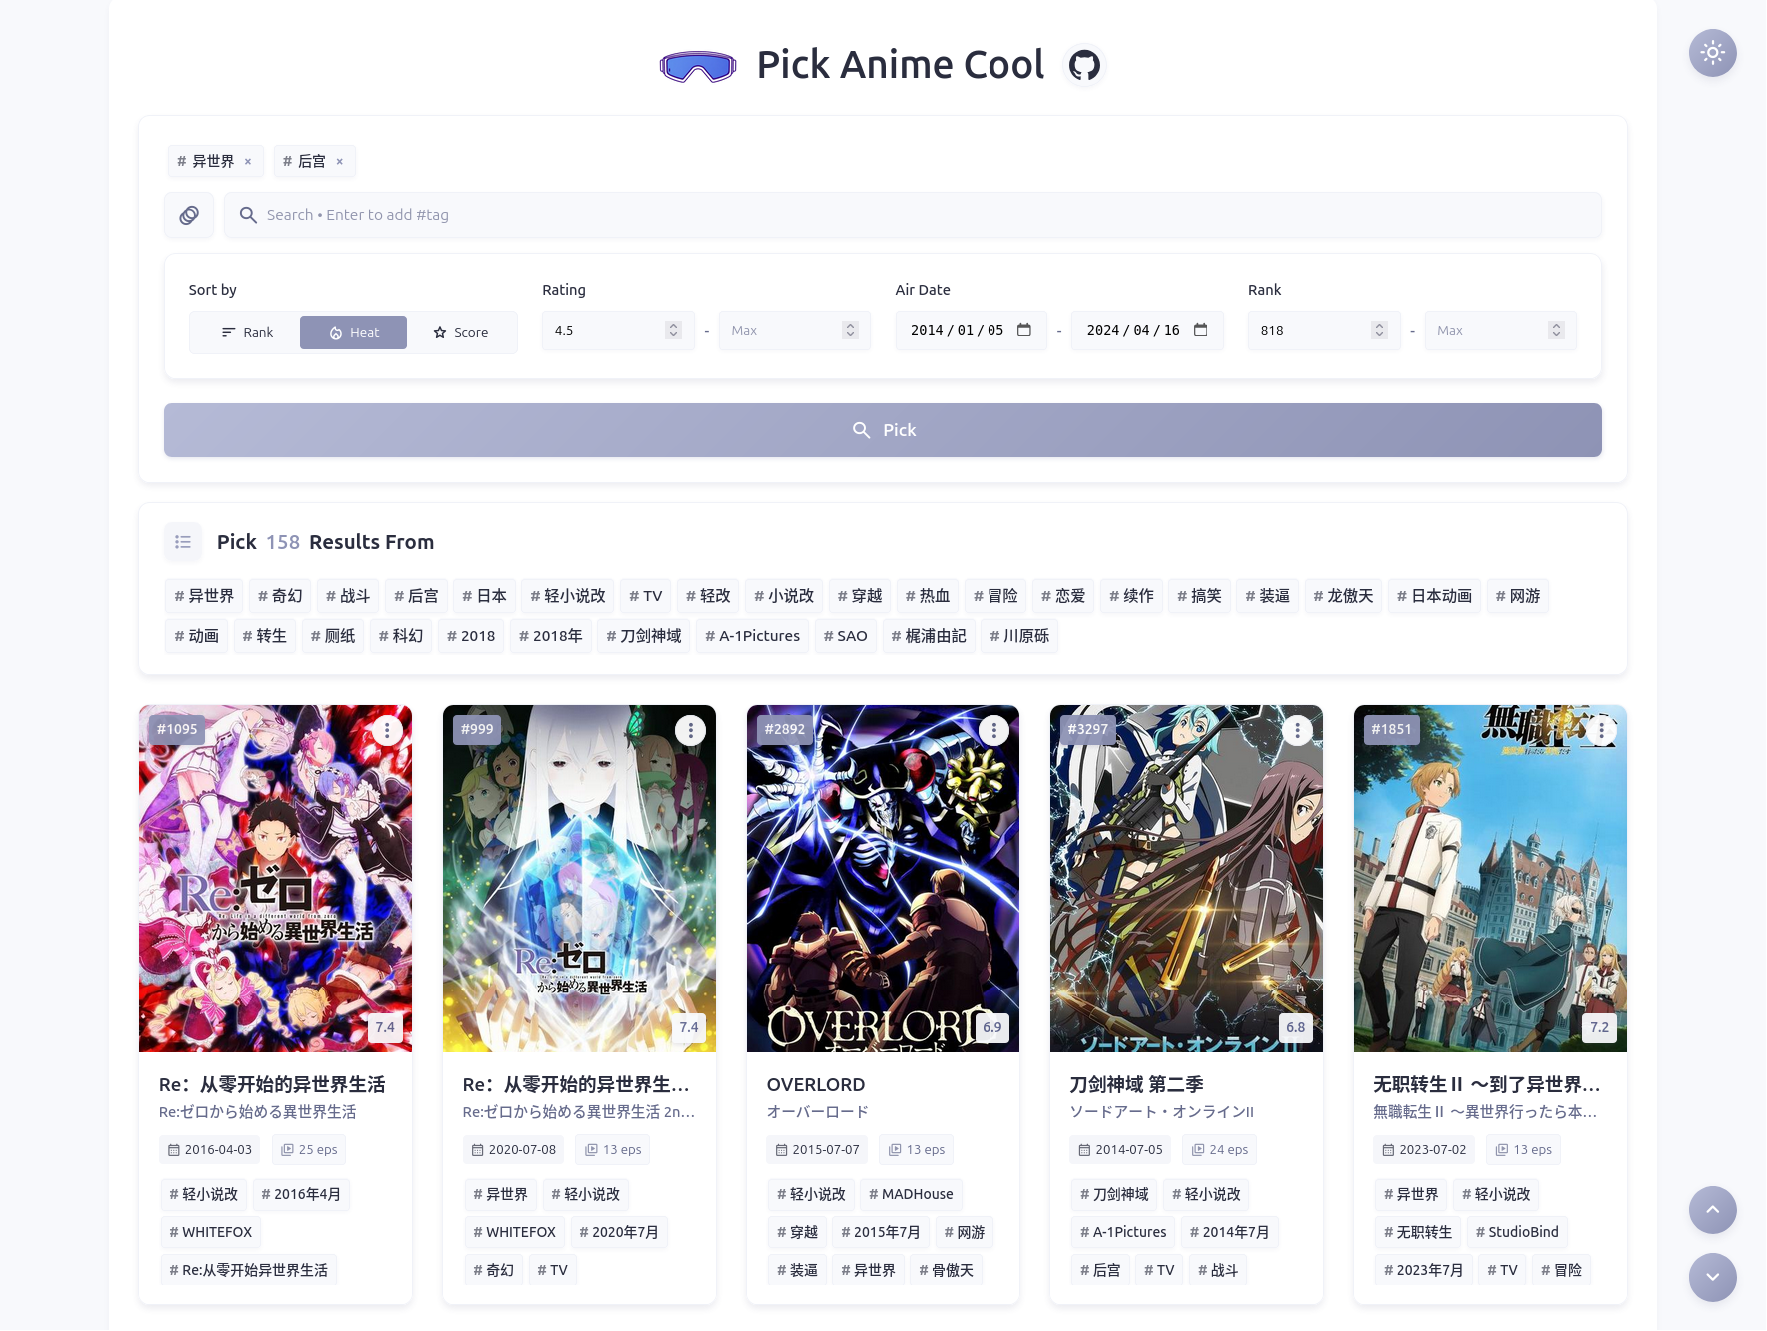 Pick Anime Cool
# 异世界 ×
# 后宫 ×
Search • Enter to add #tag
Sort by
Rating
Air Date
Rank
Rank
Heat
Score
4.5
-
Max
2014/01/05
-
2024/04/16
818
-
Max
Pick
Pick 158 Results From
# 异世界 # 奇幻 # 战斗 # 后宫 # 日本 # 轻小说改 # TV # 轻改 # 小说改 # 穿越 # 热血 # 冒险 # 恋爱 # 续作 # 搞笑 # 装逼 # 龙傲天 # 日本动画 # 网游
# 动画 # 转生 # 厕纸 # 科幻 # 2018 # 2018年 # 刀剑神域 # A-1Pictures # SAO # 梶浦由記 # 川原砾
#1095
Re:ゼロ
Re: Life in a different world from zero
から始める異世界生活
7.4
Re：从零开始的异世界生活
Re:ゼロから始める異世界生活
2016-04-03
25 eps
# 轻小说改 # 2016年4月
# WHITEFOX
# Re:从零开始异世界生活
#999
Re:ゼロ
から始める異世界生活
7.4
Re：从零开始的异世界生…
Re:ゼロから始める異世界生活 2n…
2020-07-08
13 eps
# 异世界 # 轻小说改
# WHITEFOX # 2020年7月
# 奇幻 # TV
#2892
OVERLORD
オーバーロード
6.9
OVERLORD
オーバーロード
2015-07-07
13 eps
# 轻小说改 # MADHouse
# 穿越 # 2015年7月 # 网游
# 装逼 # 异世界 # 骨傲天
#3297
ソードアート・オンラインII
6.8
刀剑神域 第二季
ソードアート・オンラインII
2014-07-05
24 eps
# 刀剑神域 # 轻小说改
# A-1Pictures # 2014年7月
# 后宫 # TV # 战斗
#1851
無職転生
7.2
无职转生Ⅱ ～到了异世界…
無職転生Ⅱ ～異世界行ったら本…
2023-07-02
13 eps
# 异世界 # 轻小说改
# 无职转生 # StudioBind
# 2023年7月 # TV # 冒险